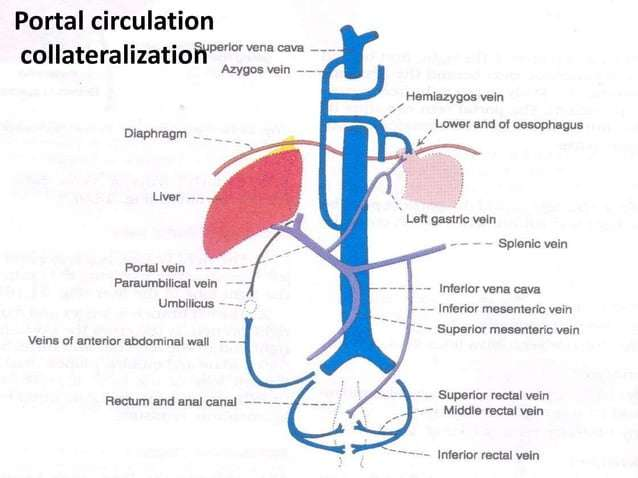 Portal circulation
collateralization
Superior vena cava
Azygos vein
Hemiazygos vein
Lower and of oesophagus
Diaphragm
Liver
Left gastric vein
Splenic vein
Portal vein
Paraumbilical vein
Umbilicus
Inferior vena cava
Inferior mesenteric vein
Superior mesenteric vein
Veins of anterior abdominal wall
Rectum and anal canal
Superior rectal vein
Middle rectal vein
Inferior rectal vein